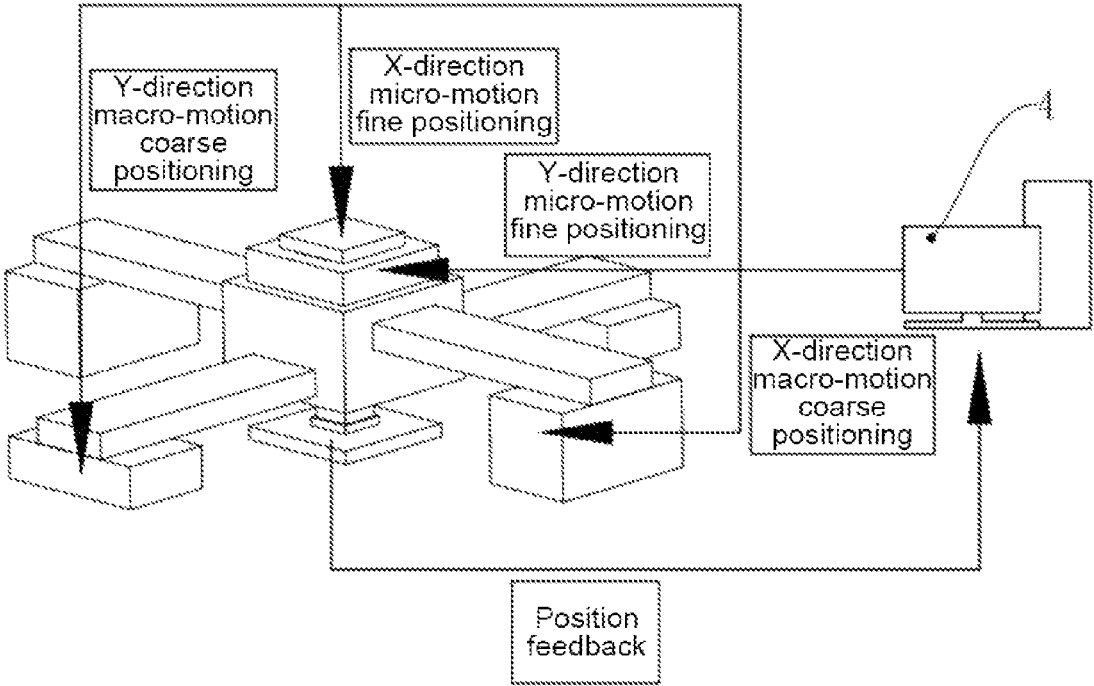 Y-direction
macro-motion
coarse
positioning
X-direction
micro-motion
fine positioning
Y-direction
micro-motion
fine positioning
X-direction
macro-motion
coarse
positioning
Position
feedback